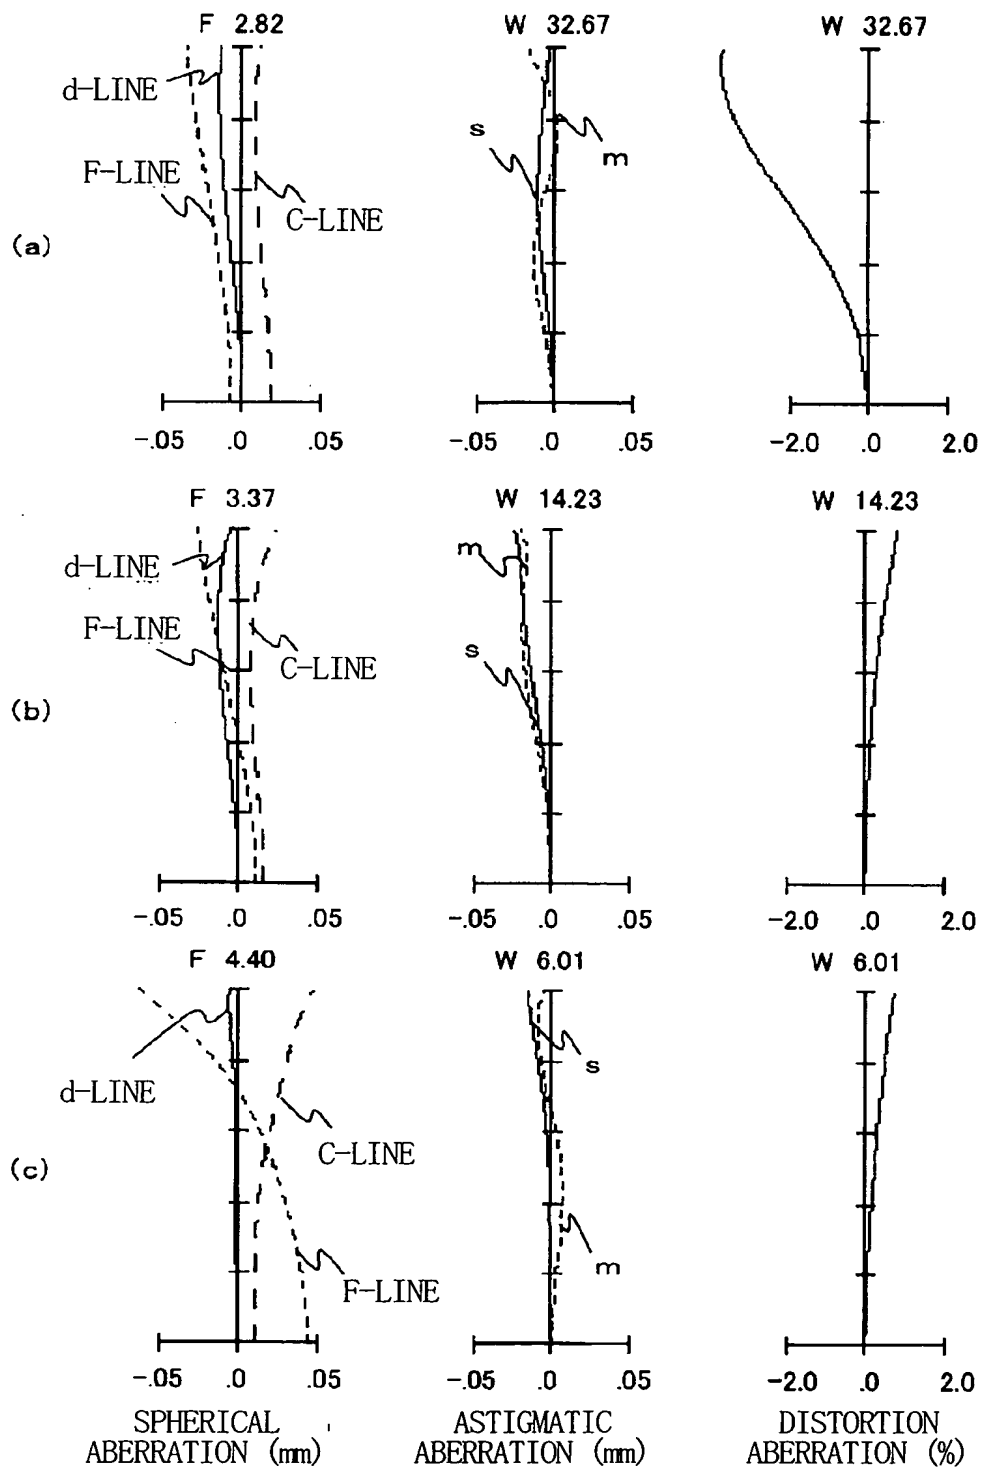 F 2.82
W 32.67
W 32.67
d-LINE
F-LINE
C-LINE
s
m
(a)
-.05 .0 .05
-.05 .0 .05
-2.0 .0 2.0
F 3.37
W 14.23
W 14.23
d-LINE
F-LINE
C-LINE
m
s
(b)
-.05 .0 .05
-.05 .0 .05
-2.0 .0 2.0
F 4.40
W 6.01
W 6.01
d-LINE
C-LINE
F-LINE
s
m
(c)
-.05 .0 .05
-.05 .0 .05
-2.0 .0 2.0
SPHERICAL
ABERRATION (mm)
ASTIGMATIC
ABERRATION (mm)
DISTORTION
ABERRATION (%)